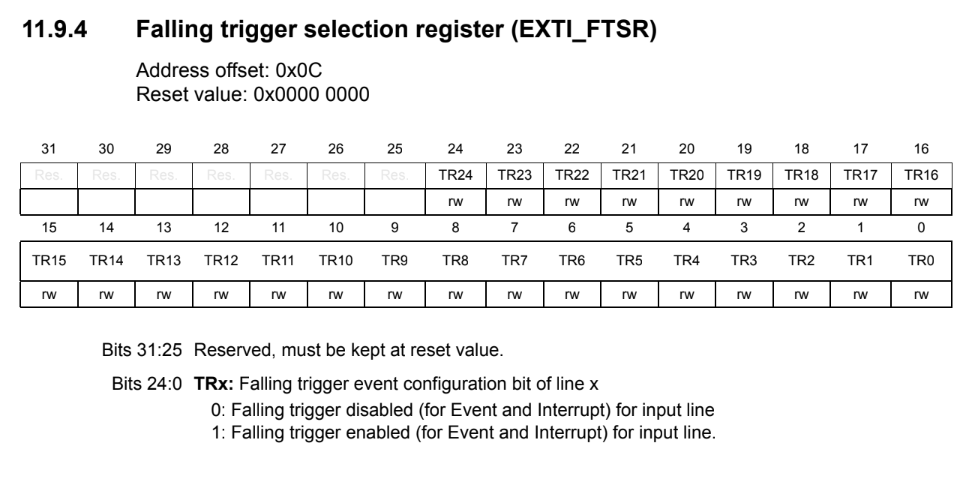 11.9.4 Falling trigger selection register (EXTI_FTSR)
Address offset: 0x0C
Reset value: 0x0000 0000
31 30 29 28 27 26 25 24 23 22 21 20 19 18 17 16
Res. Res. Res. Res. Res. Res. Res. TR24 TR23 TR22 TR21 TR20 TR19 TR18 TR17 TR16
rw rw rw rw rw rw rw rw rw
15 14 13 12 11 10 9 8 7 6 5 4 3 2 1 0
TR15 TR14 TR13 TR12 TR11 TR10 TR9 TR8 TR7 TR6 TR5 TR4 TR3 TR2 TR1 TR0
rw rw rw rw rw rw rw rw rw rw rw rw rw rw rw rw
Bits 31:25 Reserved, must be kept at reset value.
Bits 24:0 TRx: Falling trigger event configuration bit of line x
0: Falling trigger disabled (for Event and Interrupt) for input line
1: Falling trigger enabled (for Event and Interrupt) for input line.